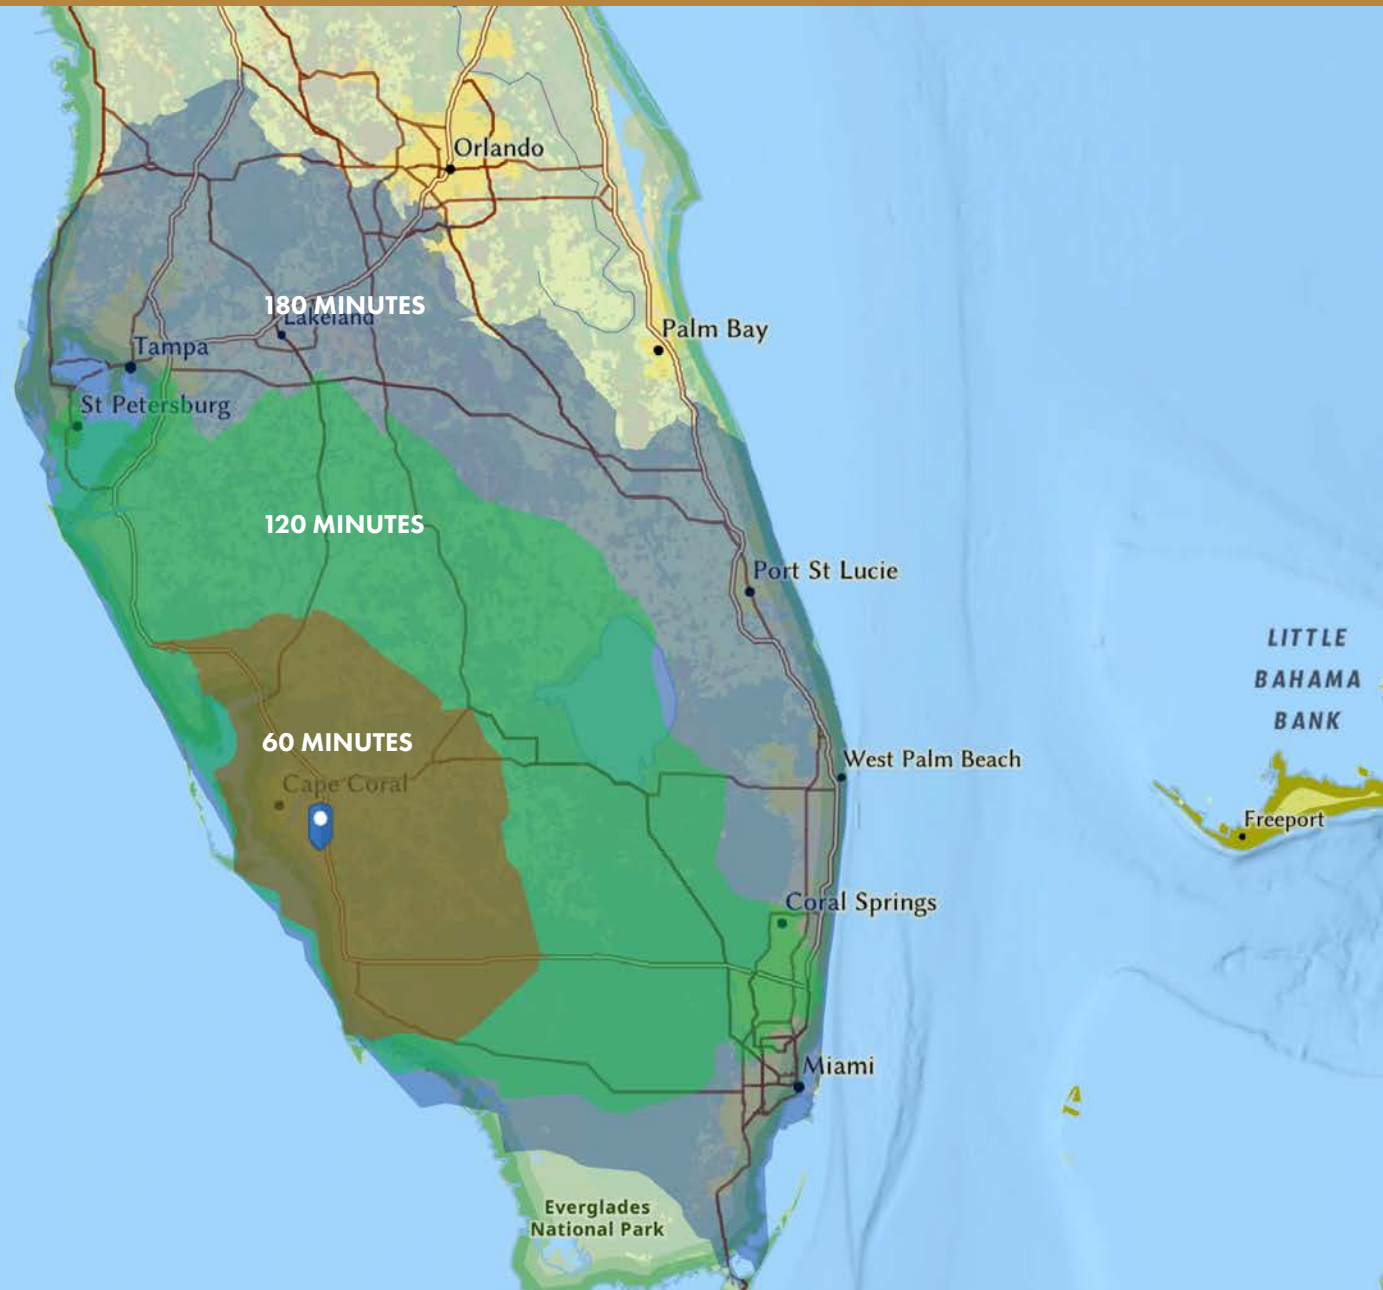 Orlando
180 MINUTES
Lakeland
Palm Bay
Tampa
St Petersburg
120 MINUTES
Port St Lucie
LITTLE
BAHAMA
BANK
60 MINUTES
West Palm Beach
Cape Coral
Freeport
Coral Springs
Miami
Everglades
National Park